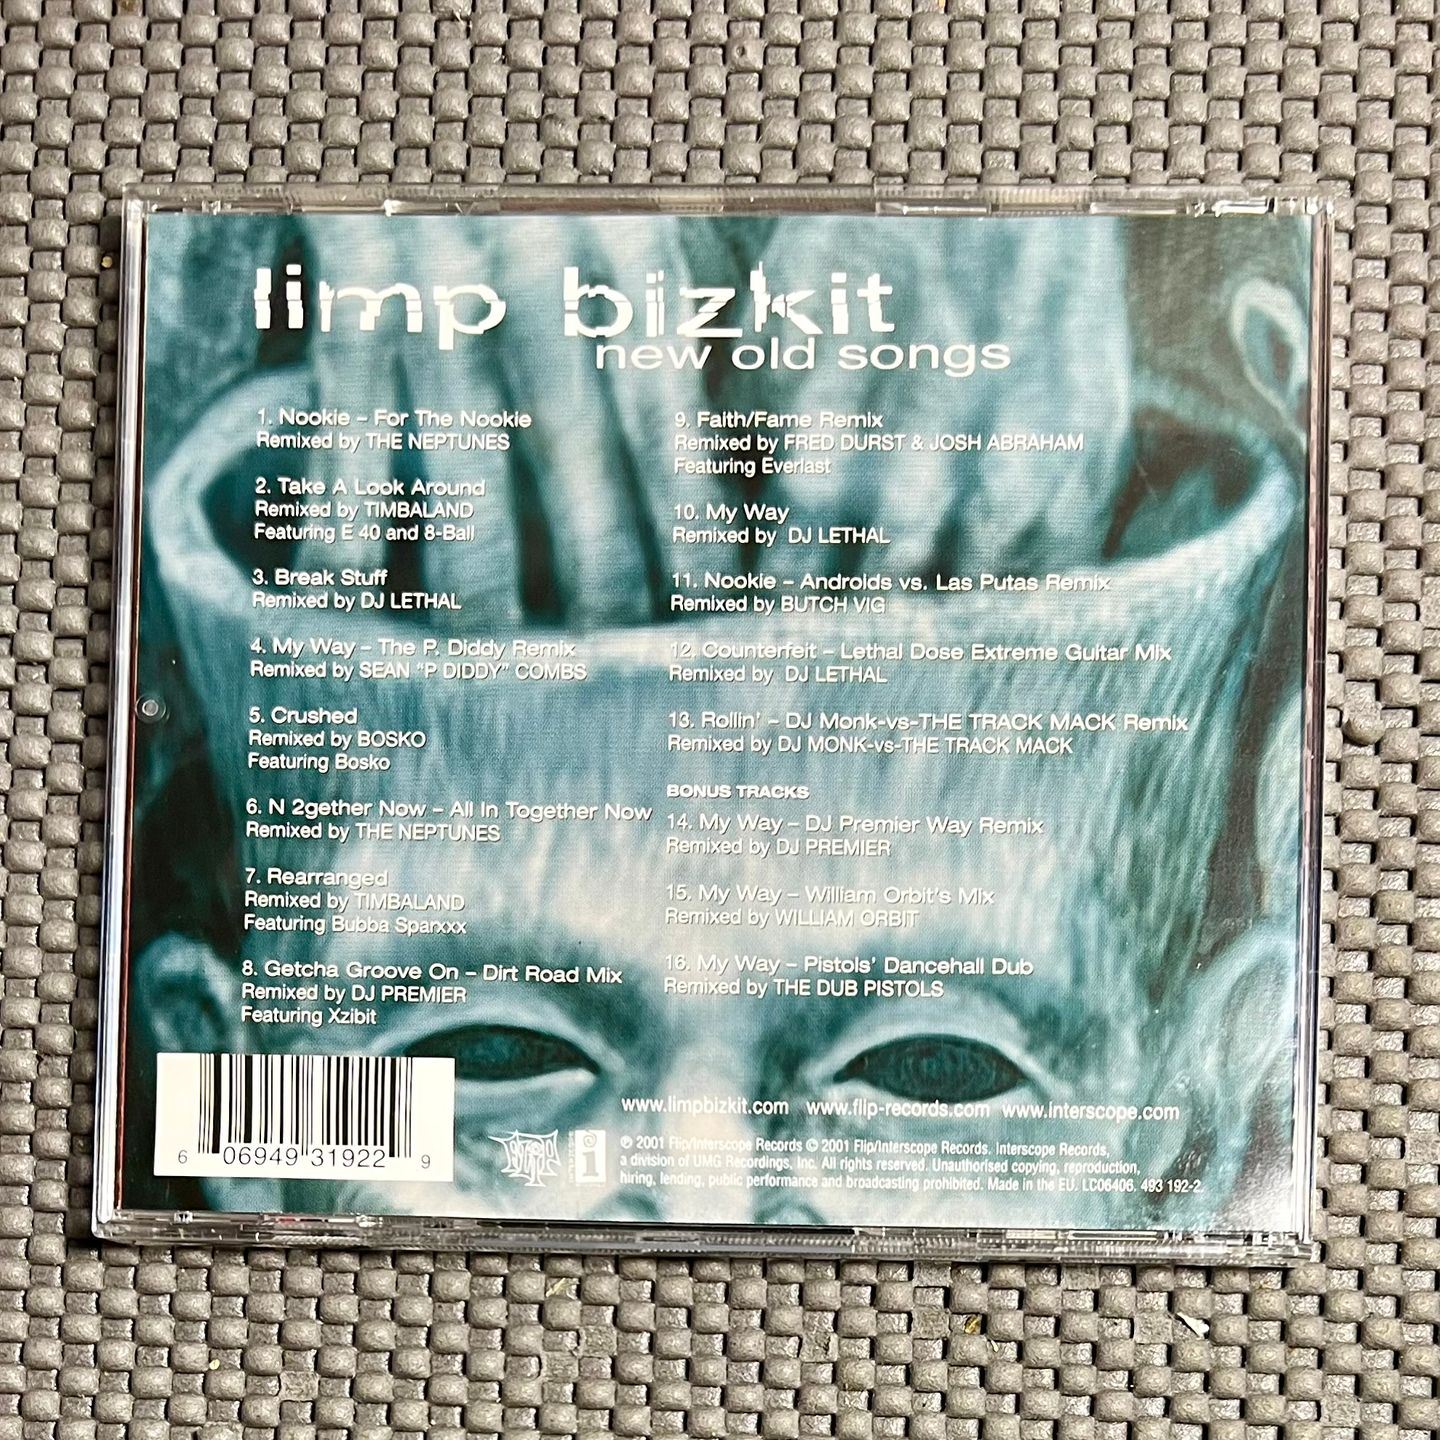 limp bizkit
new old songs
1. Nookie – For The Nookie
Remixed by THE NEPTUNES
2. Take A Look Around
Remixed by TIMBALAND
Featuring E 40 and 8-Ball
3. Break Stuff
Remixed by DJ LETHAL
4. My Way – The P. Diddy Remix
Remixed by SEAN “P DIDDY” COMBS
5. Crushed
Remixed by BOSKO
Featuring Bosko
6. N 2gether Now – All In Together Now
Remixed by THE NEPTUNES
7. Rearranged
Remixed by TIMBALAND
Featuring Bubba Sparxxx
8. Getcha Groove On – Dirt Road Mix
Remixed by DJ PREMIER
Featuring Xzibit
9. Faith/Fame Remix
Remixed by FRED DURST & JOSH ABRAHAM
Featuring Everlast
10. My Way
Remixed by DJ LETHAL
11. Nookie – Androids vs. Las Putas Remix
Remixed by BUTCH VIG
12. Counterfeit – Lethal Dose Extreme Guitar Mix
Remixed by DJ LETHAL
13. Rollin’ – DJ Monk-vs-THE TRACK MACK Remix
Remixed by DJ MONK-vs-THE TRACK MACK
BONUS TRACKS
14. My Way – DJ Premier Way Remix
Remixed by DJ PREMIER
15. My Way – William Orbit's Mix
Remixed by WILLIAM ORBIT
16. My Way – Pistols’ Dancehall Dub
Remixed by THE DUB PISTOLS
6 06949 31922 9
www.limpbizkit.com www.flip-records.com www.interscope.com
℗ 2001 Flip/Interscope Records © 2001 Flip/Interscope Records. Interscope Records,
a division of UMG Recordings, Inc. All rights reserved. Unauthorised copying, reproduction,
hiring, lending, public performance and broadcasting prohibited. Made in the EU. LC06406. 493 192-2.